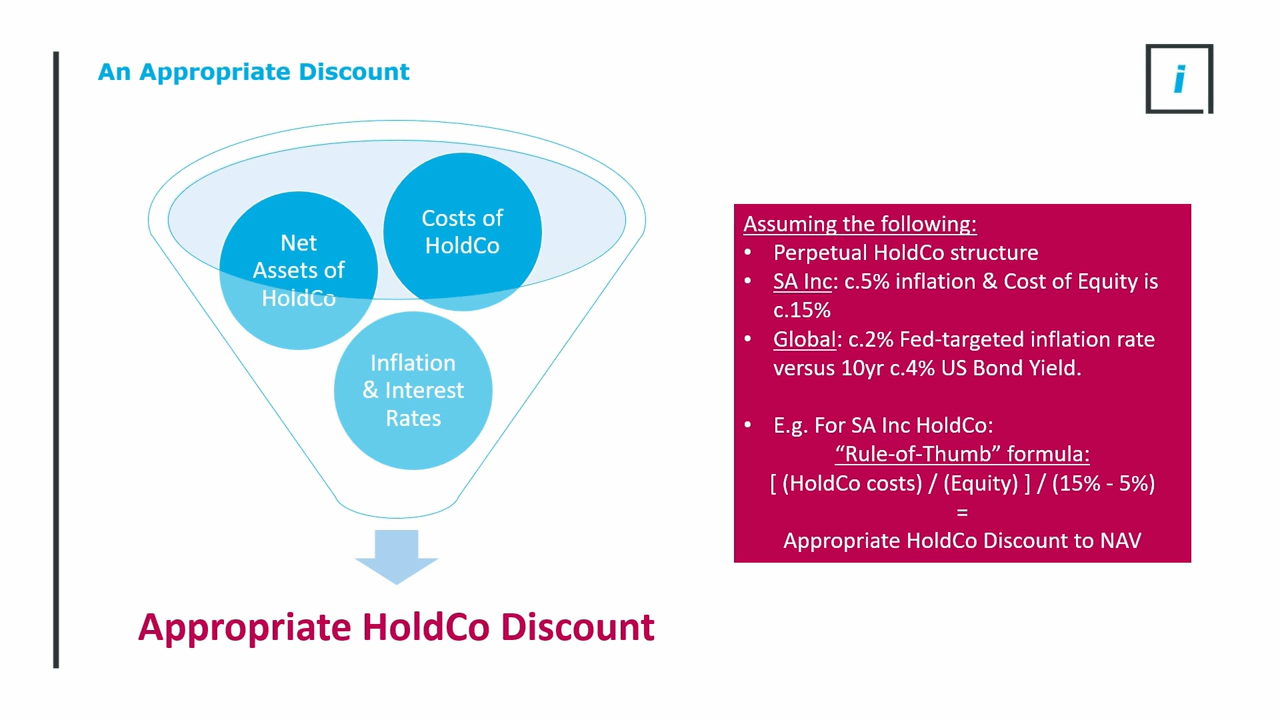 An Appropriate Discount
i
Net
Assets of
HoldCo
Costs of
HoldCo
Inflation
& Interest
Rates
Appropriate HoldCo Discount
Assuming the following:
• Perpetual HoldCo structure
• SA Inc: c.5% inflation & Cost of Equity is
c.15%
• Global: c.2% Fed-targeted inflation rate
versus 10yr c.4% US Bond Yield.
• E.g. For SA Inc HoldCo:
“Rule-of-Thumb” formula:
[ (HoldCo costs) / (Equity) ] / (15% - 5%)
=
Appropriate HoldCo Discount to NAV